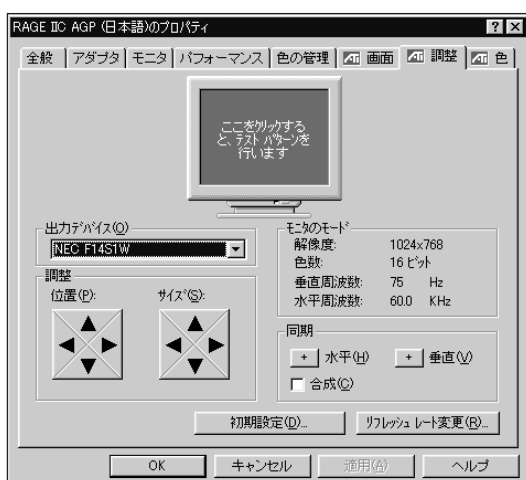 RAGE IIC AGP (日本語)のプロパティ
全般 アダプタ モニタ パフォーマンス 色の管理 ATI 画面 ATI 調整 ATI 色
ここをクリックする
と、テスト パターンを
行います
出力デバイス(O)
NEC F14S1W
調整
位置(P): サイズ(S):
モニタのモード
解像度: 1024x768
色数: 16 ビット
垂直周波数: 75 Hz
水平周波数: 60.0 KHz
同期
+ 水平(H) + 垂直(V)
合成(C)
初期設定(D)... リフレッシュ レート変更(R)...
OK キャンセル 適用(A) ヘルプ